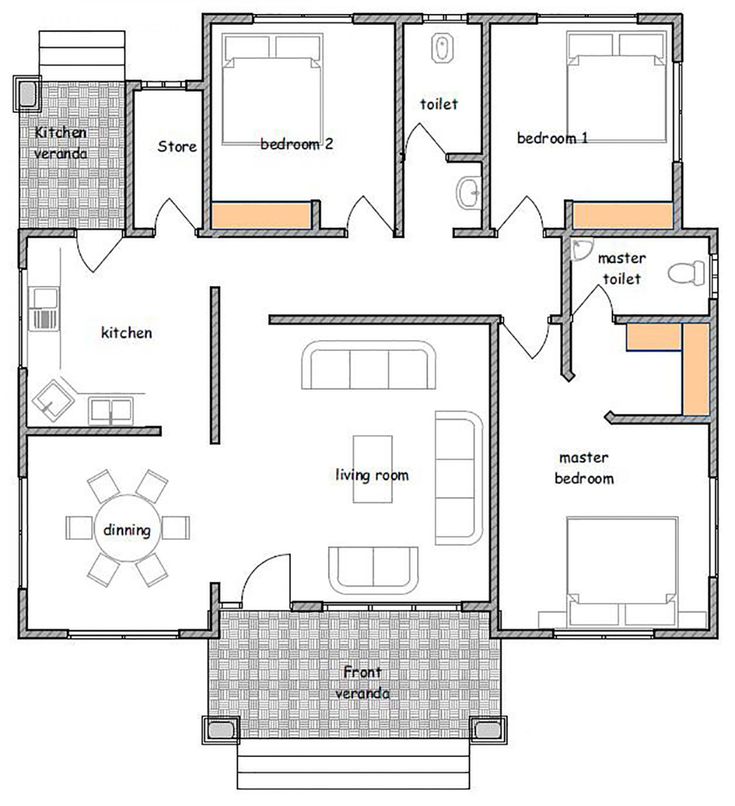 toilet
Kitchen
veranda
Store
bedroom 2
bedroom 1
master
toilet
kitchen
living room
master
bedroom
dinning
Front
veranda